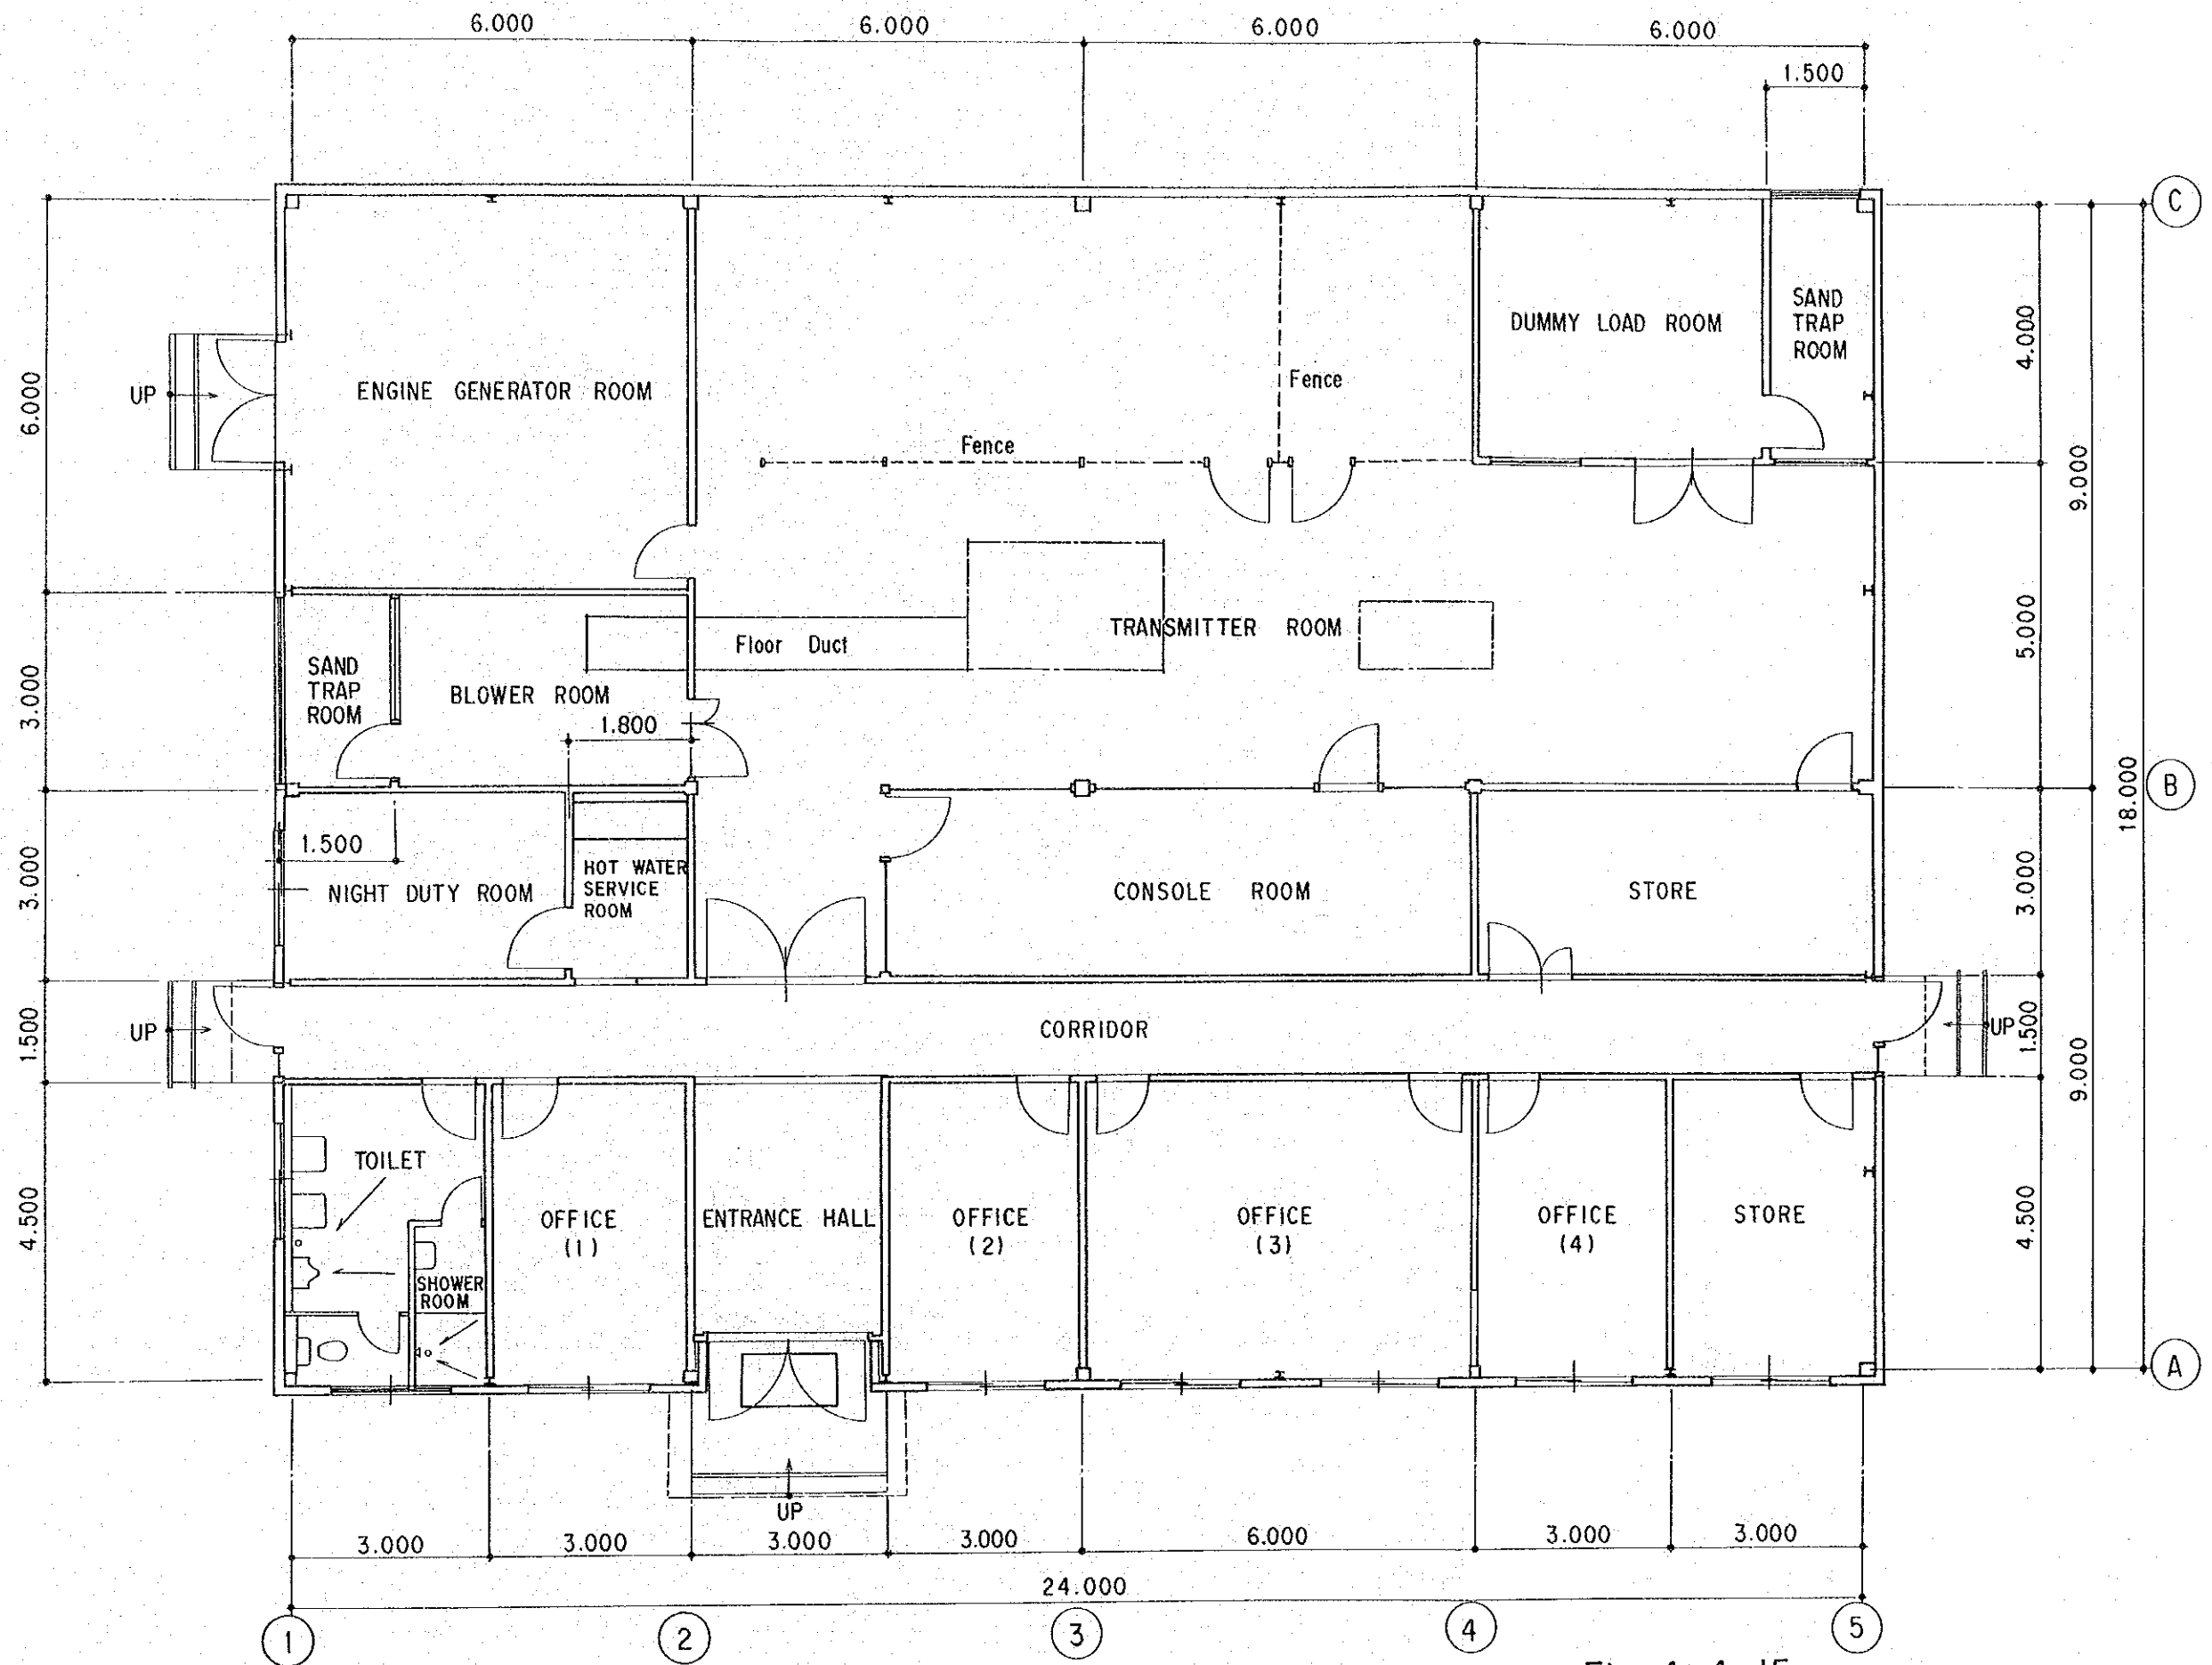 6.000
6.000
6.000
6.000
1.500
C
SAND
TRAP
ROOM
DUMMY LOAD ROOM
4.000
Fence
UP
ENGINE GENERATOR ROOM
6.000
Fence
9.000
TRANSMITTER ROOM
Floor Duct
5.000
SAND
TRAP
ROOM
BLOWER ROOM
3.000
1.800
B
18.000
1.500
HOT WATER
SERVICE
ROOM
NIGHT DUTY ROOM
3.000
CONSOLE ROOM
STORE
3.000
UP
CORRIDOR
UP
1.500
1.500
9.000
TOILET
4.500
OFFICE
(1)
ENTRANCE HALL
OFFICE
(2)
OFFICE
(3)
OFFICE
(4)
STORE
4.500
SHOWER
ROOM
A
UP
3.000
3.000
3.000
3.000
6.000
3.000
3.000
24.000
1
2
3
4
5